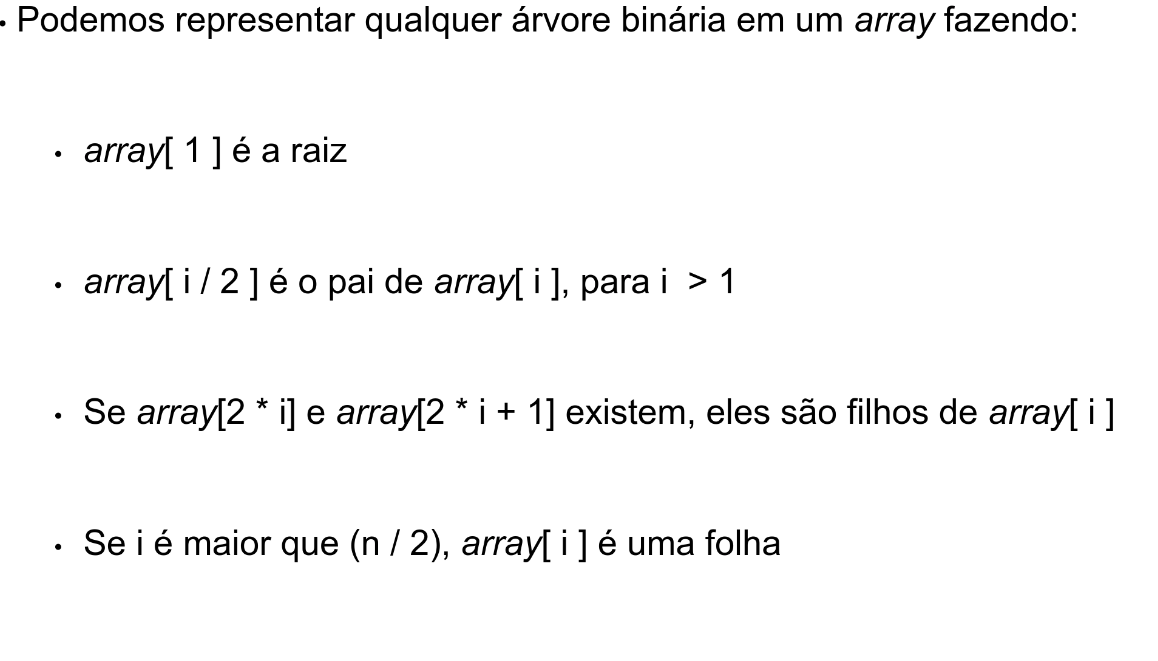 • Podemos representar qualquer árvore binária em um array fazendo:
• array[ 1 ] é a raiz
• array[ i / 2 ] é o pai de array[ i ], para i  > 1
• Se array[2 * i] e array[2 * i + 1] existem, eles são filhos de array[ i ]
• Se i é maior que (n / 2), array[ i ] é uma folha